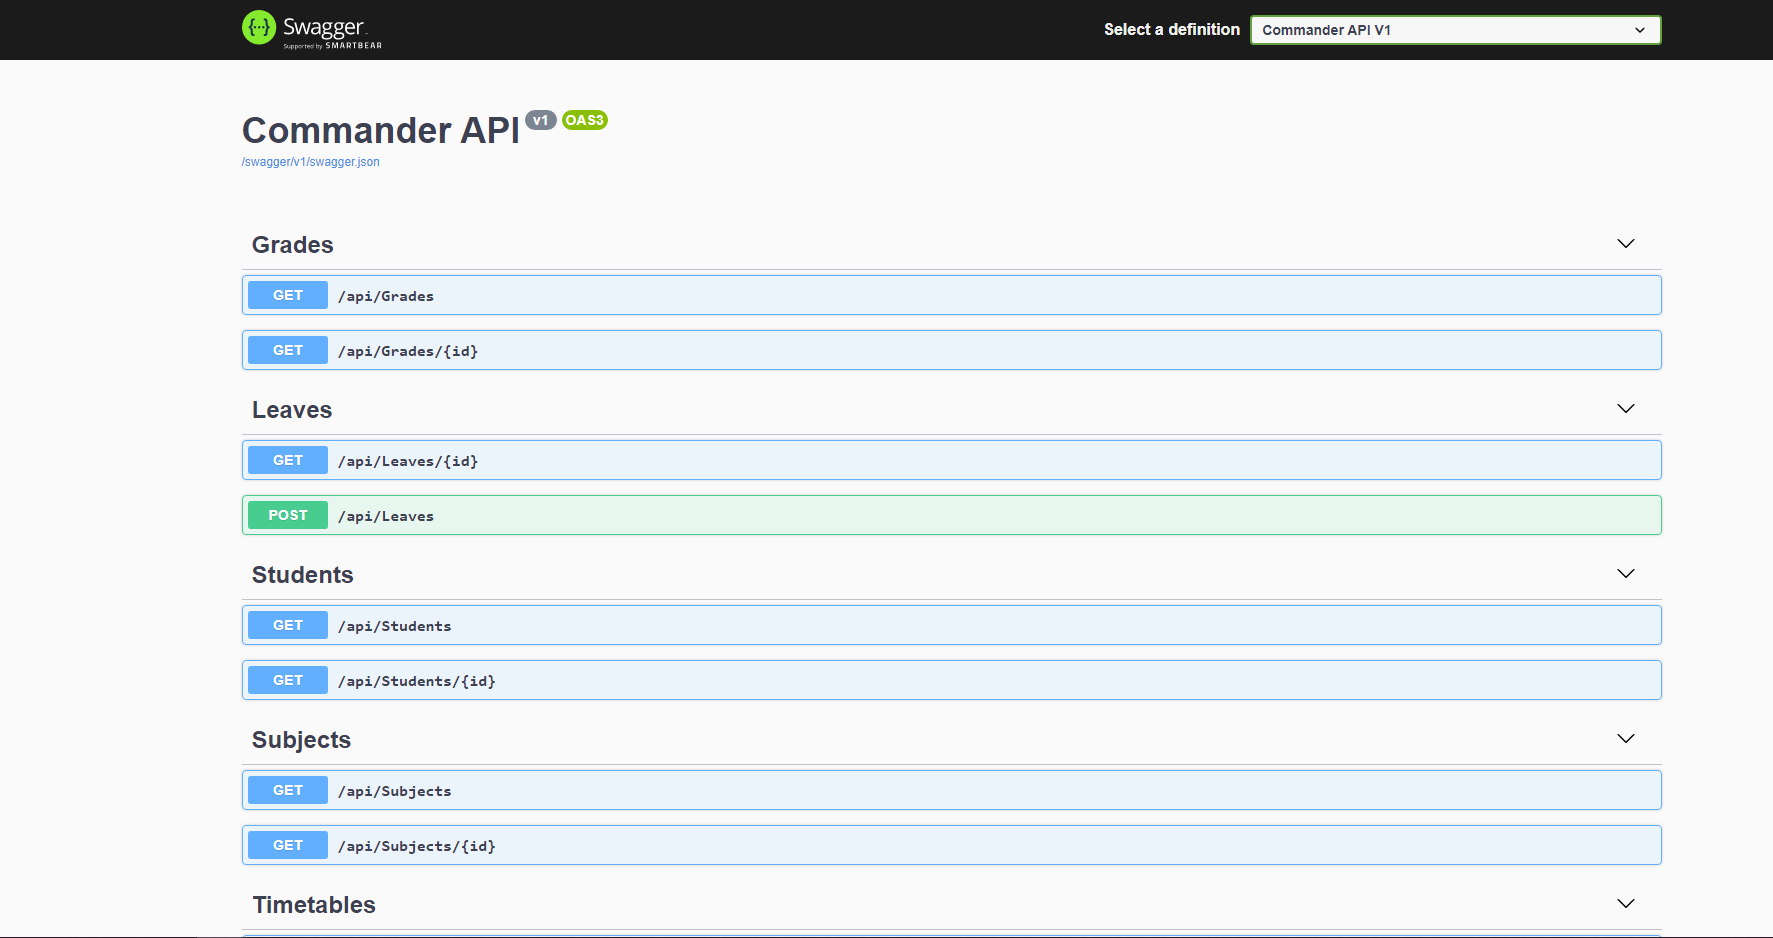 Swagger
Supported by SMARTBEAR
Select a definition
Commander API V1
Commander API v1 OAS3
/swagger/v1/swagger.json
Grades
GET /api/Grades
GET /api/Grades/{id}
Leaves
GET /api/Leaves/{id}
POST /api/Leaves
Students
GET /api/Students
GET /api/Students/{id}
Subjects
GET /api/Subjects
GET /api/Subjects/{id}
Timetables